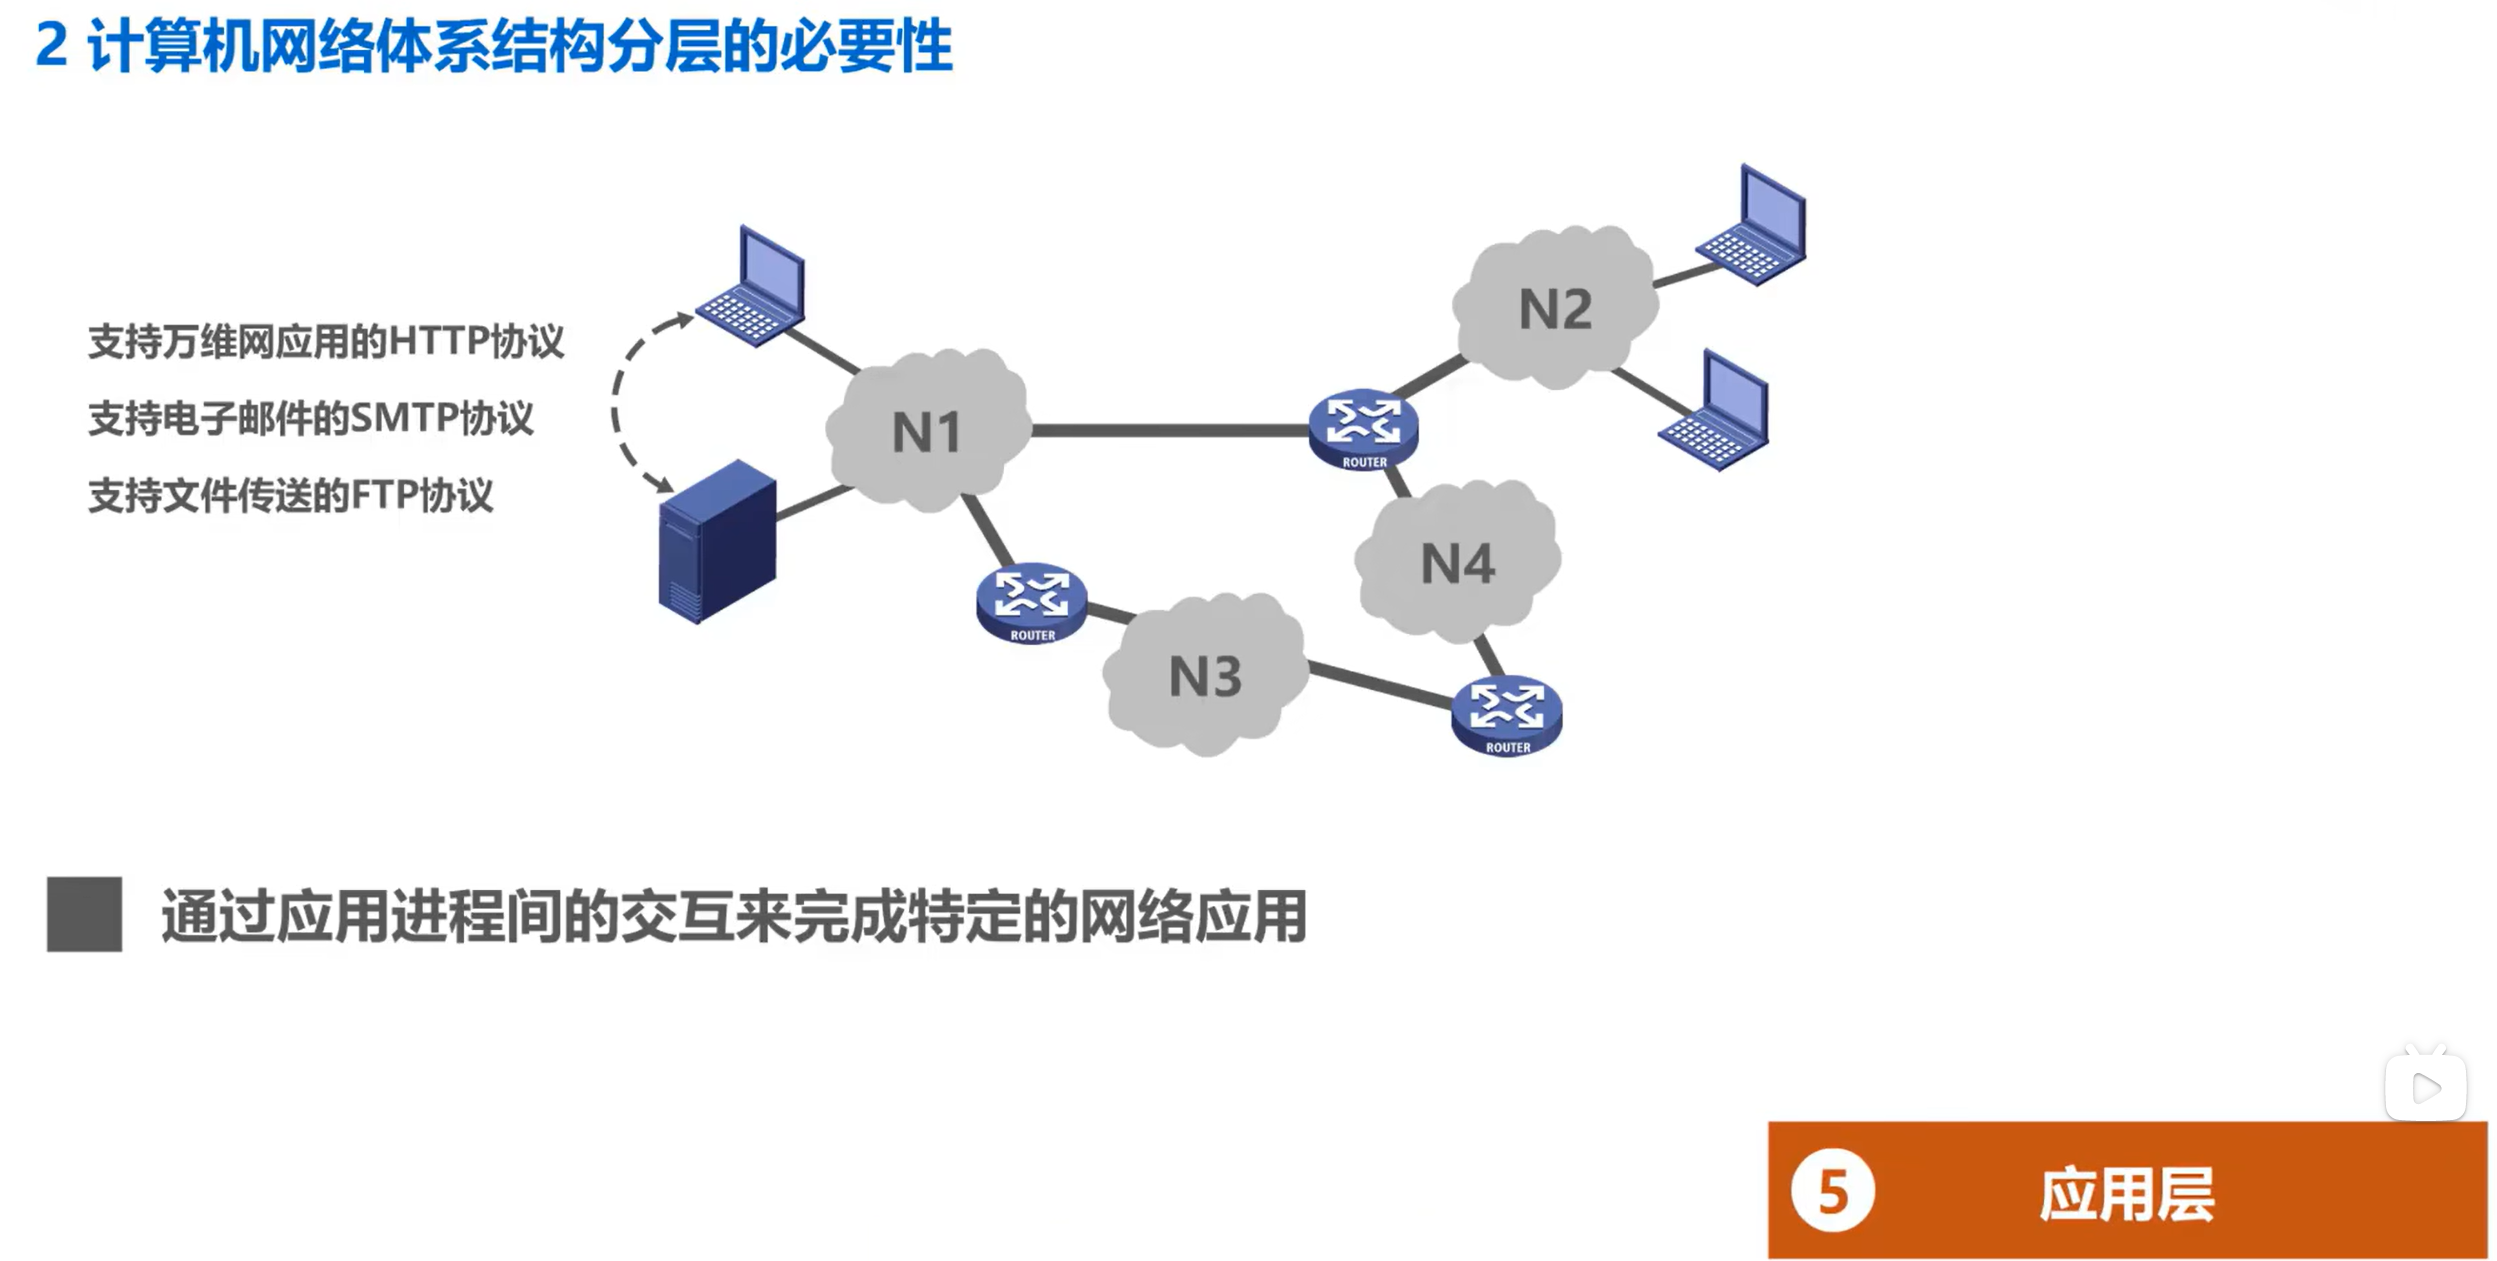 2 计算机网络体系结构分层的必要性
支持万维网应用的HTTP协议
支持电子邮件的SMTP协议
支持文件传送的FTP协议
N1
N2
ROUTER
N4
ROUTER
N3
ROUTER
通过应用进程间的交互来完成特定的网络应用
5 应用层